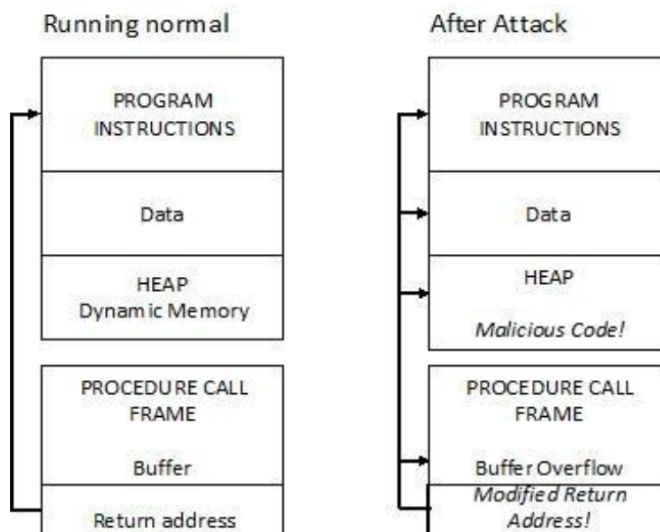 Running normal
PROGRAM
INSTRUCTIONS
Data
HEAP
Dynamic Memory
PROCEDURE CALL
FRAME
Buffer
Return address
After Attack
PROGRAM
INSTRUCTIONS
Data
HEAP
Malicious Code!
PROCEDURE CALL
FRAME
Buffer Overflow
Modified Return
Address!